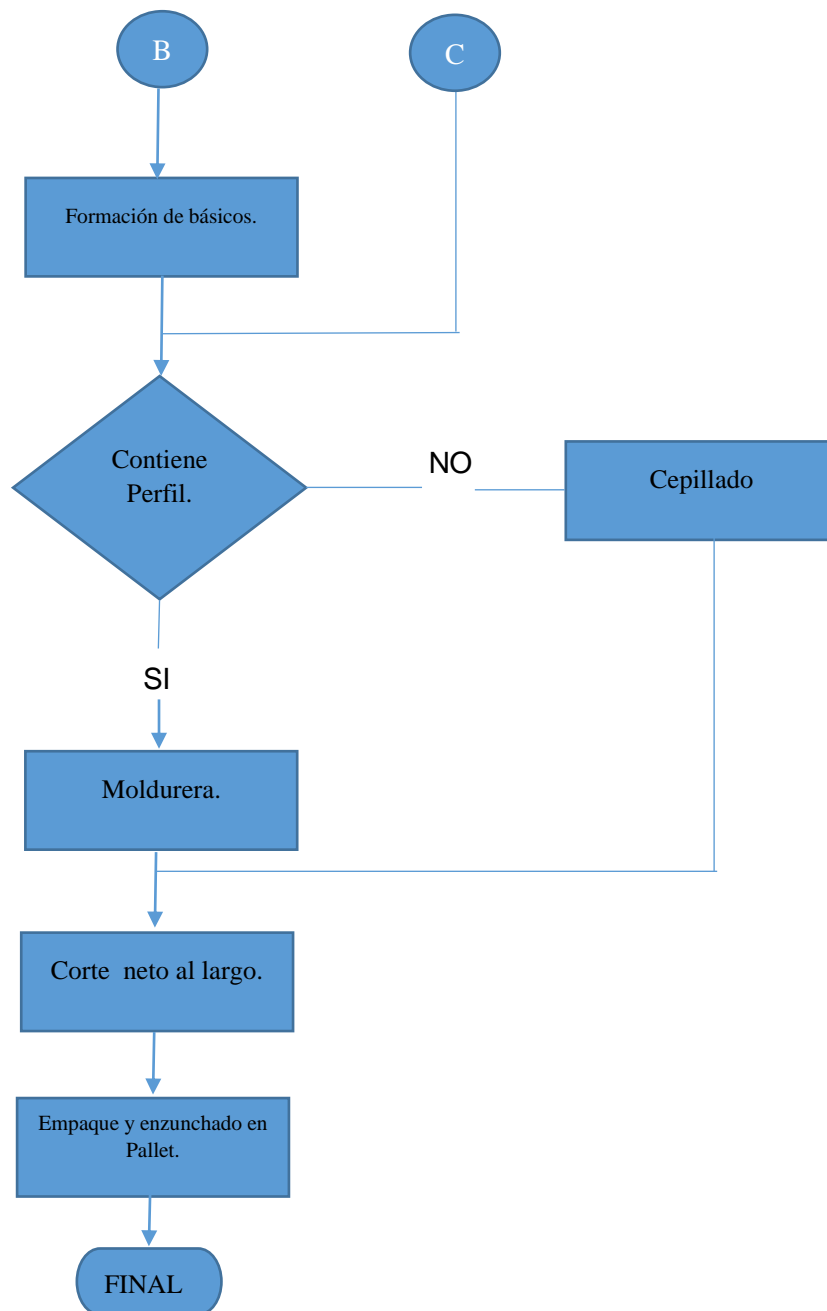 B
C
Formación de básicos.
Contiene
Perfil.
NO
Cepillado
SI
Moldurera.
Corte neto al largo.
Empaque y enzunchado en
Pallet.
FINAL